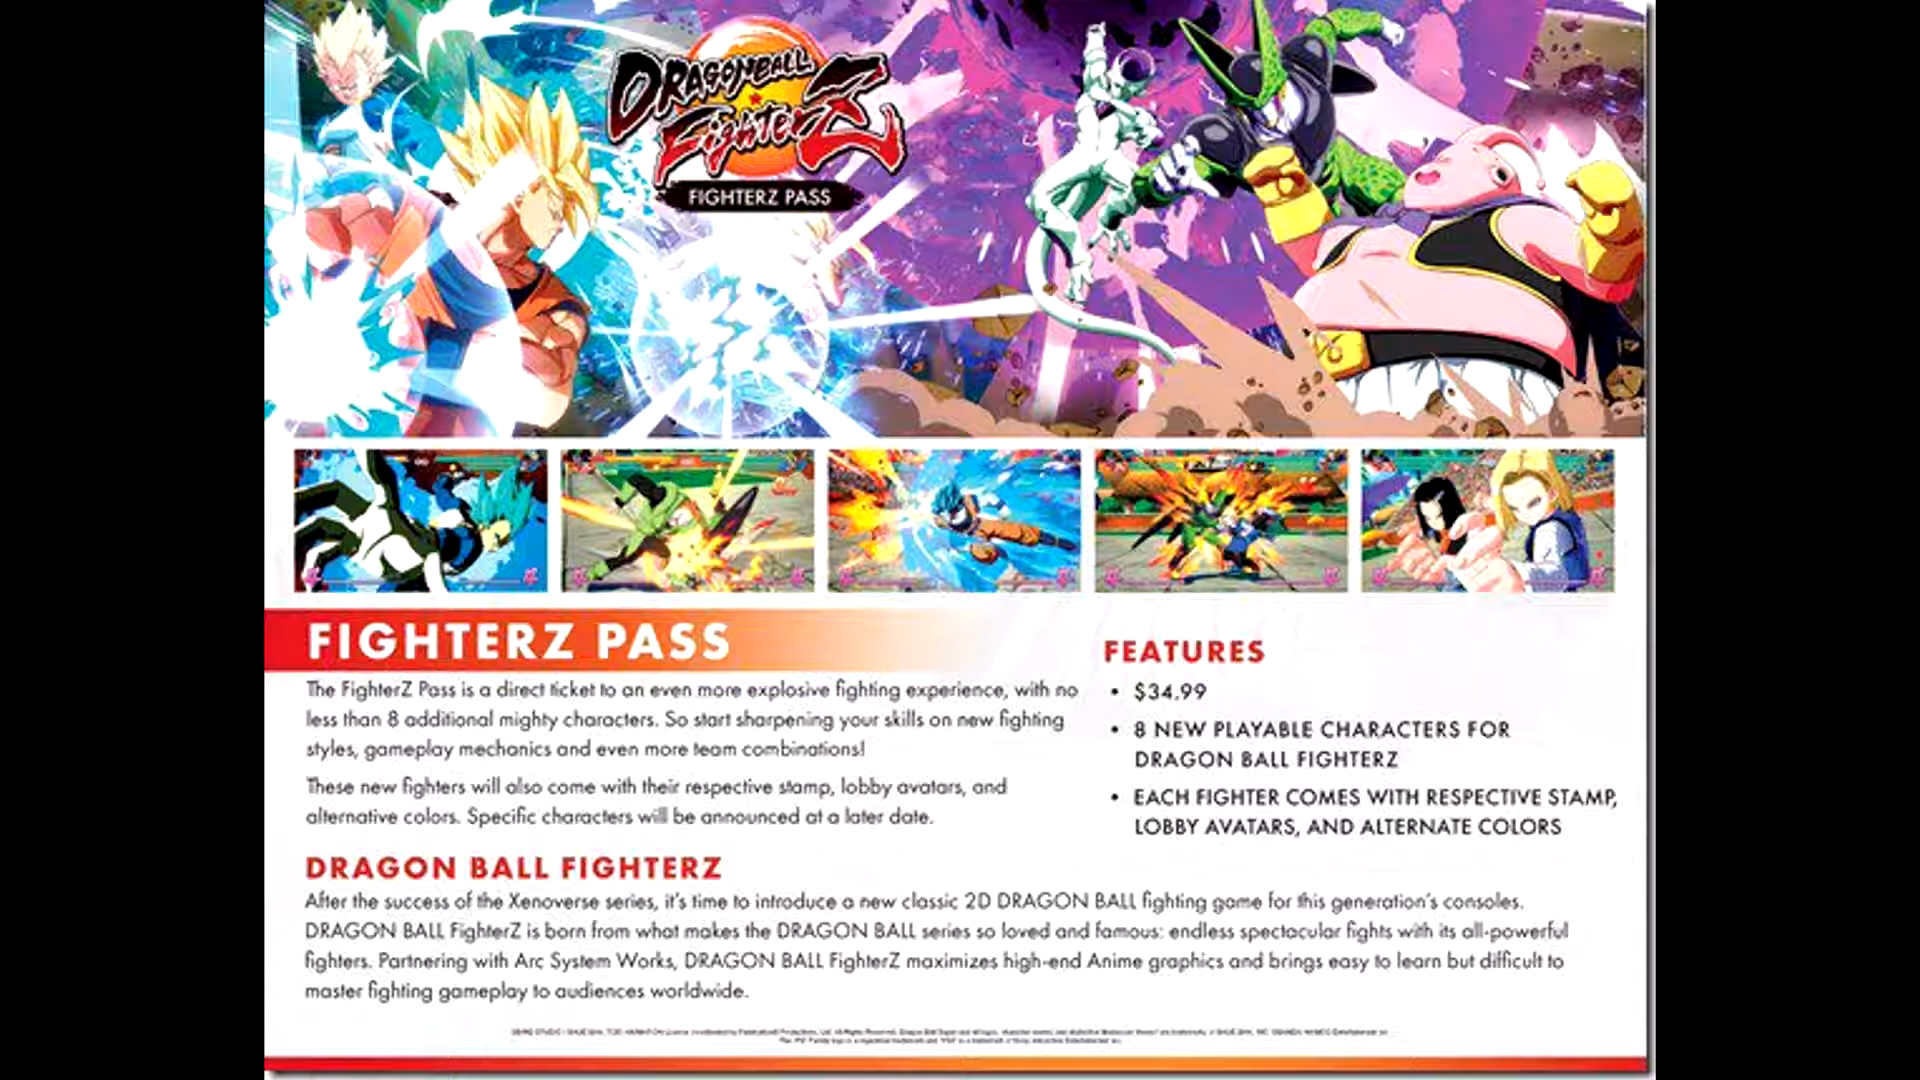 DRAGONBALL
FighterZ
FIGHTERZ PASS
FIGHTERZ PASS
The FighterZ Pass is a direct ticket to an even more explosive fighting experience, with no
less than 8 additional mighty characters. So start sharpening your skills on new fighting
styles, gameplay mechanics and even more team combinations!
These new fighters will also come with their respective stamp, lobby avatars, and
alternative colors. Specific characters will be announced at a later date.
FEATURES
• $34.99
• 8 NEW PLAYABLE CHARACTERS FOR
DRAGON BALL FIGHTERZ
• EACH FIGHTER COMES WITH RESPECTIVE STAMP,
LOBBY AVATARS, AND ALTERNATE COLORS
DRAGON BALL FIGHTERZ
After the success of the Xenoverse series, it's time to introduce a new classic 2D DRAGON BALL fighting game for this generation's consoles.
DRAGON BALL FighterZ is born from what makes the DRAGON BALL series so loved and famous: endless spectacular fights with its all-powerful
fighters. Partnering with Arc System Works, DRAGON BALL FighterZ maximizes high-end Anime graphics and brings easy to learn but difficult to
master fighting gameplay to audiences worldwide.